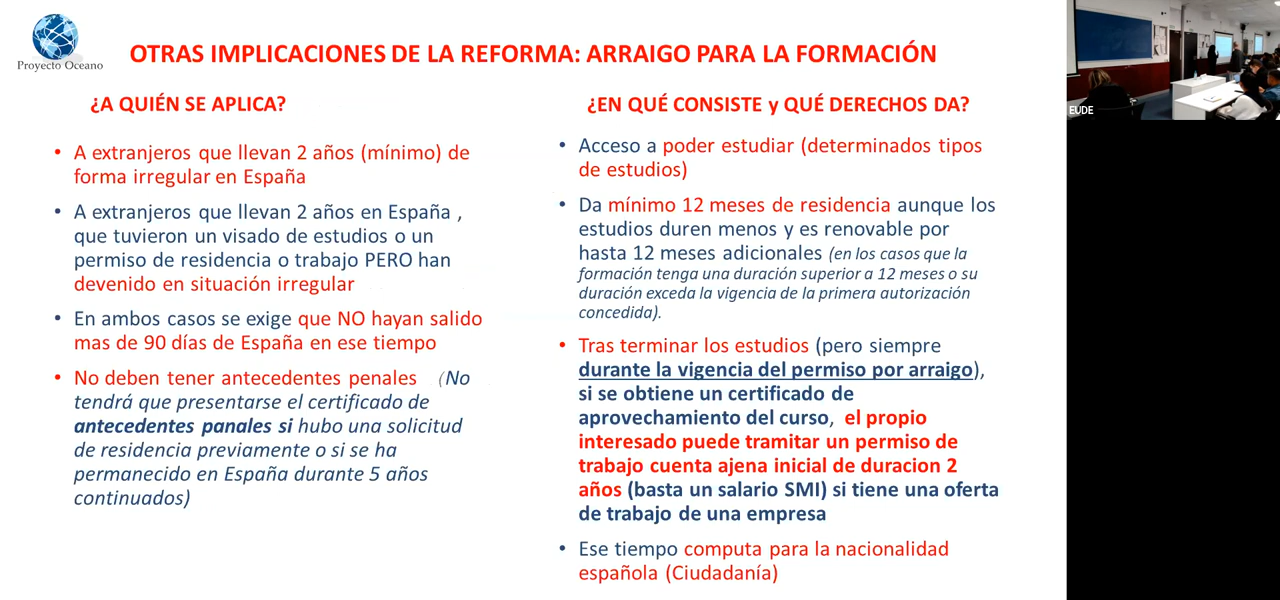 Proyecto Oceano
OTRAS IMPLICACIONES DE LA REFORMA: ARRAIGO PARA LA FORMACIÓN
¿A QUIÉN SE APLICA?
• A extranjeros que llevan 2 años (mínimo) de
forma irregular en España
• A extranjeros que llevan 2 años en España ,
que tuvieron un visado de estudios o un
permiso de residencia o trabajo PERO han
devenido en situación irregular
• En ambos casos se exige que NO hayan salido
mas de 90 días de España en ese tiempo
• No deben tener antecedentes penales (No
tendrá que presentarse el certificado de
antecedentes panales si hubo una solicitud
de residencia previamente o si se ha
permanecido en España durante 5 años
continuados)
¿EN QUÉ CONSISTE y QUÉ DERECHOS DA?
• Acceso a poder estudiar (determinados tipos
de estudios)
• Da mínimo 12 meses de residencia aunque los
estudios duren menos y es renovable por
hasta 12 meses adicionales (en los casos que la
formación tenga una duración superior a 12 meses o su
duración exceda la vigencia de la primera autorización
concedida).
• Tras terminar los estudios (pero siempre
durante la vigencia del permiso por arraigo),
si se obtiene un certificado de
aprovechamiento del curso, el propio
interesado puede tramitar un permiso de
trabajo cuenta ajena inicial de duracion 2
años (basta un salario SMI) si tiene una oferta
de trabajo de una empresa
• Ese tiempo computa para la nacionalidad
española (Ciudadanía)
EUDE